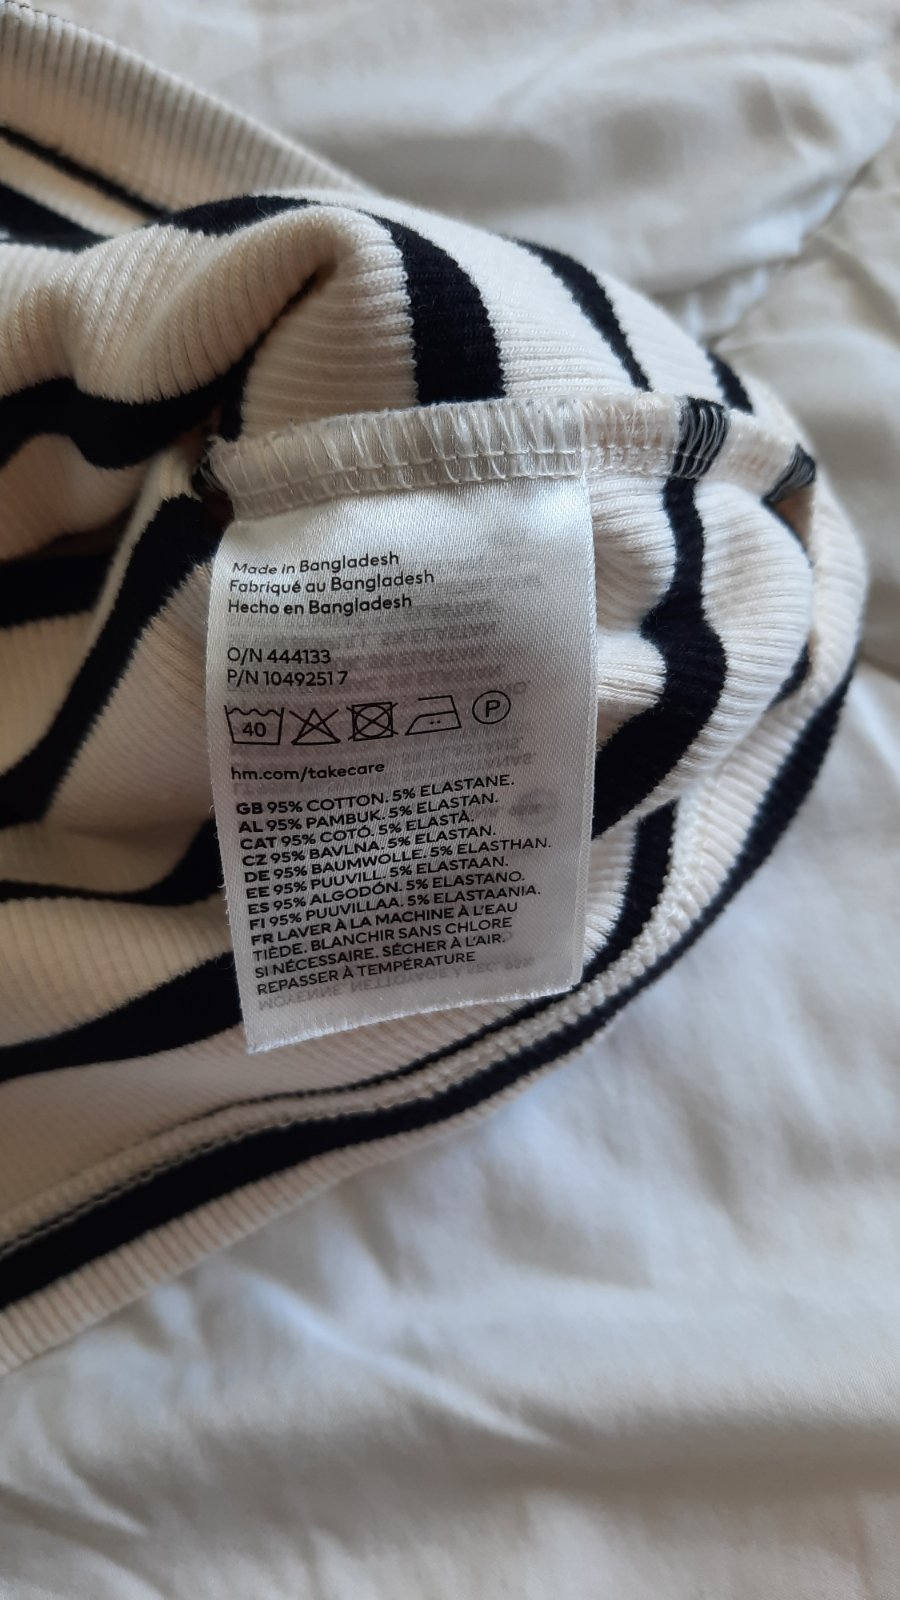 Made in Bangladesh
Fabriqué au Bangladesh
Hecho en Bangladesh
O/N 444133
P/N 10492517
40 P
hm.com/takecare
GB 95% COTTON. 5% ELASTANE.
AL 95% PAMBUK. 5% ELASTAN.
CAT 95% COTÓ. 5% ELASTÀ.
CZ 95% BAVLNA. 5% ELASTAN.
DE 95% BAUMWOLLE. 5% ELASTHAN.
EE 95% PUUVILL. 5% ELASTAAN.
ES 95% ALGODÓN. 5% ELASTANO.
FI 95% PUUVILLAA. 5% ELASTAANIA.
FR LAVER À LA MACHINE À L'EAU
TIÈDE. BLANCHIR SANS CHLORE
SI NÉCESSAIRE. SÉCHER À L'AIR.
REPASSER À TEMPÉRATURE